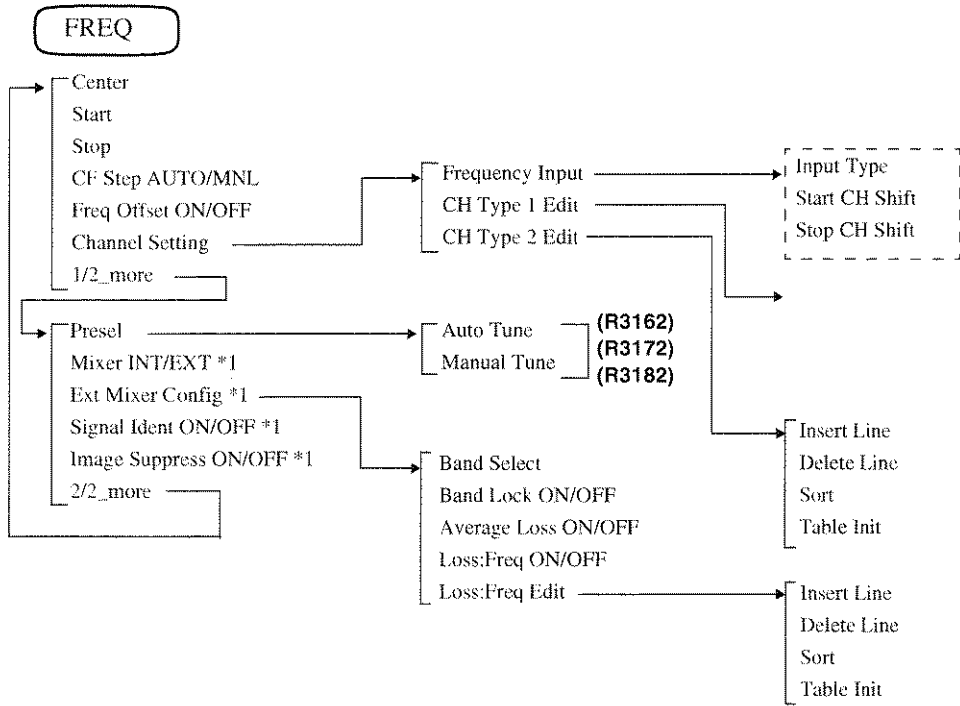 FREQ
Center
Start
Stop
CF Step AUTO/MNL
Freq Offset ON/OFF
Channel Setting
1/2_more
Frequency Input
CH Type 1 Edit
CH Type 2 Edit
Input Type
Start CH Shift
Stop CH Shift
Presel
Mixer INT/EXT *1
Ext Mixer Config *1
Signal Ident ON/OFF *1
Image Suppress ON/OFF *1
2/2_more
Auto Tune
Manual Tune
(R3162)
(R3172)
(R3182)
Band Select
Band Lock ON/OFF
Average Loss ON/OFF
Loss:Freq ON/OFF
Loss:Freq Edit
Insert Line
Delete Line
Sort
Table Init
Insert Line
Delete Line
Sort
Table Init